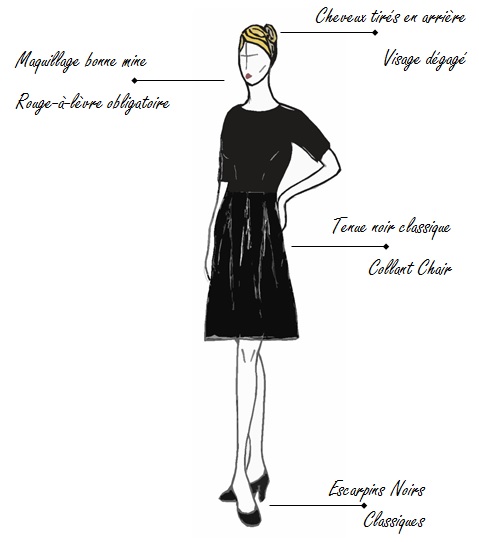 Cheveux tirés en arrière
Visage dégagé
Maquillage bonne mine
Rouge-à-lèvre obligatoire
Tenue noir classique
Collant Chair
Escarpins Noirs
Classiques